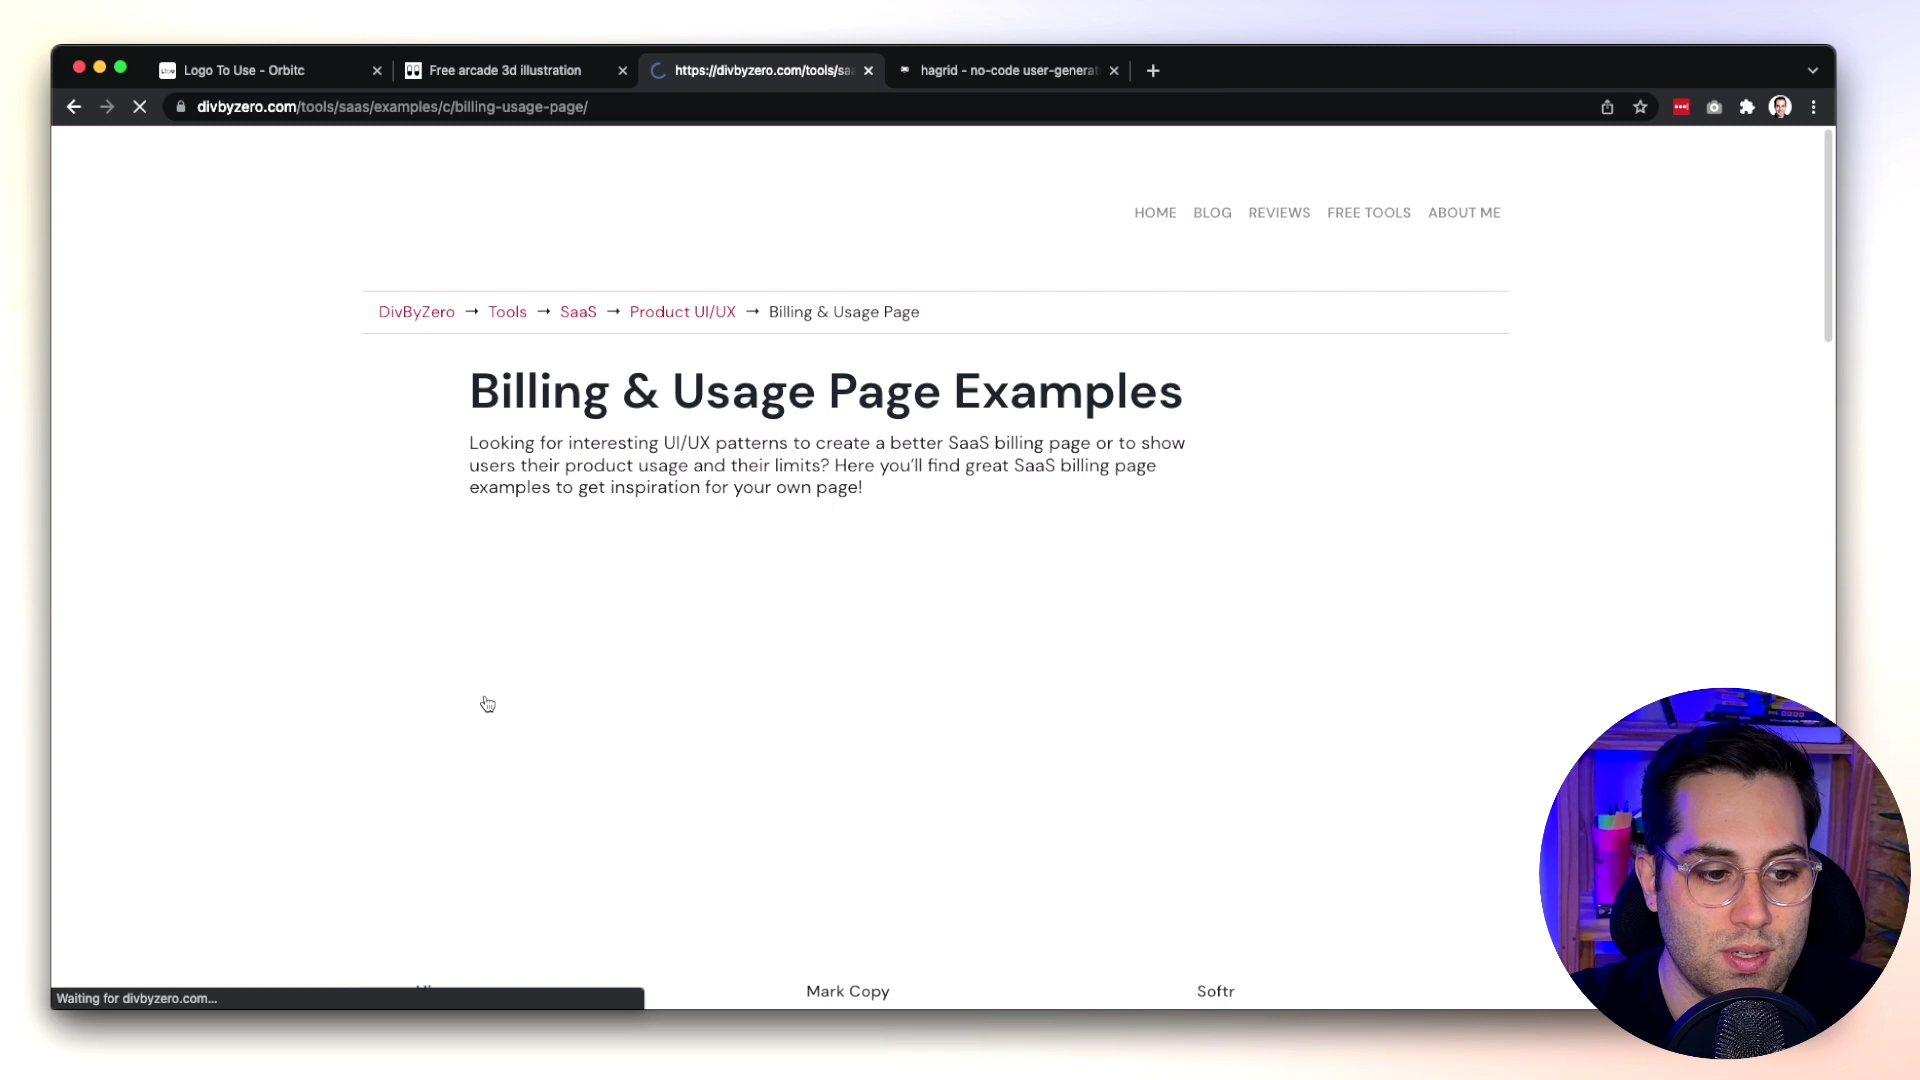 Logo To Use - Orbitc
Free arcade 3d illustration
https://divbyzero.com/tools/saa
hagrid - no-code user-generat
divbyzero.com/tools/saas/examples/c/billing-usage-page/
HOME BLOG REVIEWS FREE TOOLS ABOUT ME
DivByZero → Tools → SaaS → Product UI/UX → Billing & Usage Page
Billing & Usage Page Examples
Looking for interesting UI/UX patterns to create a better SaaS billing page or to show
users their product usage and their limits? Here you'll find great SaaS billing page
examples to get inspiration for your own page!
Mark Copy
Softr
Waiting for divbyzero.com...